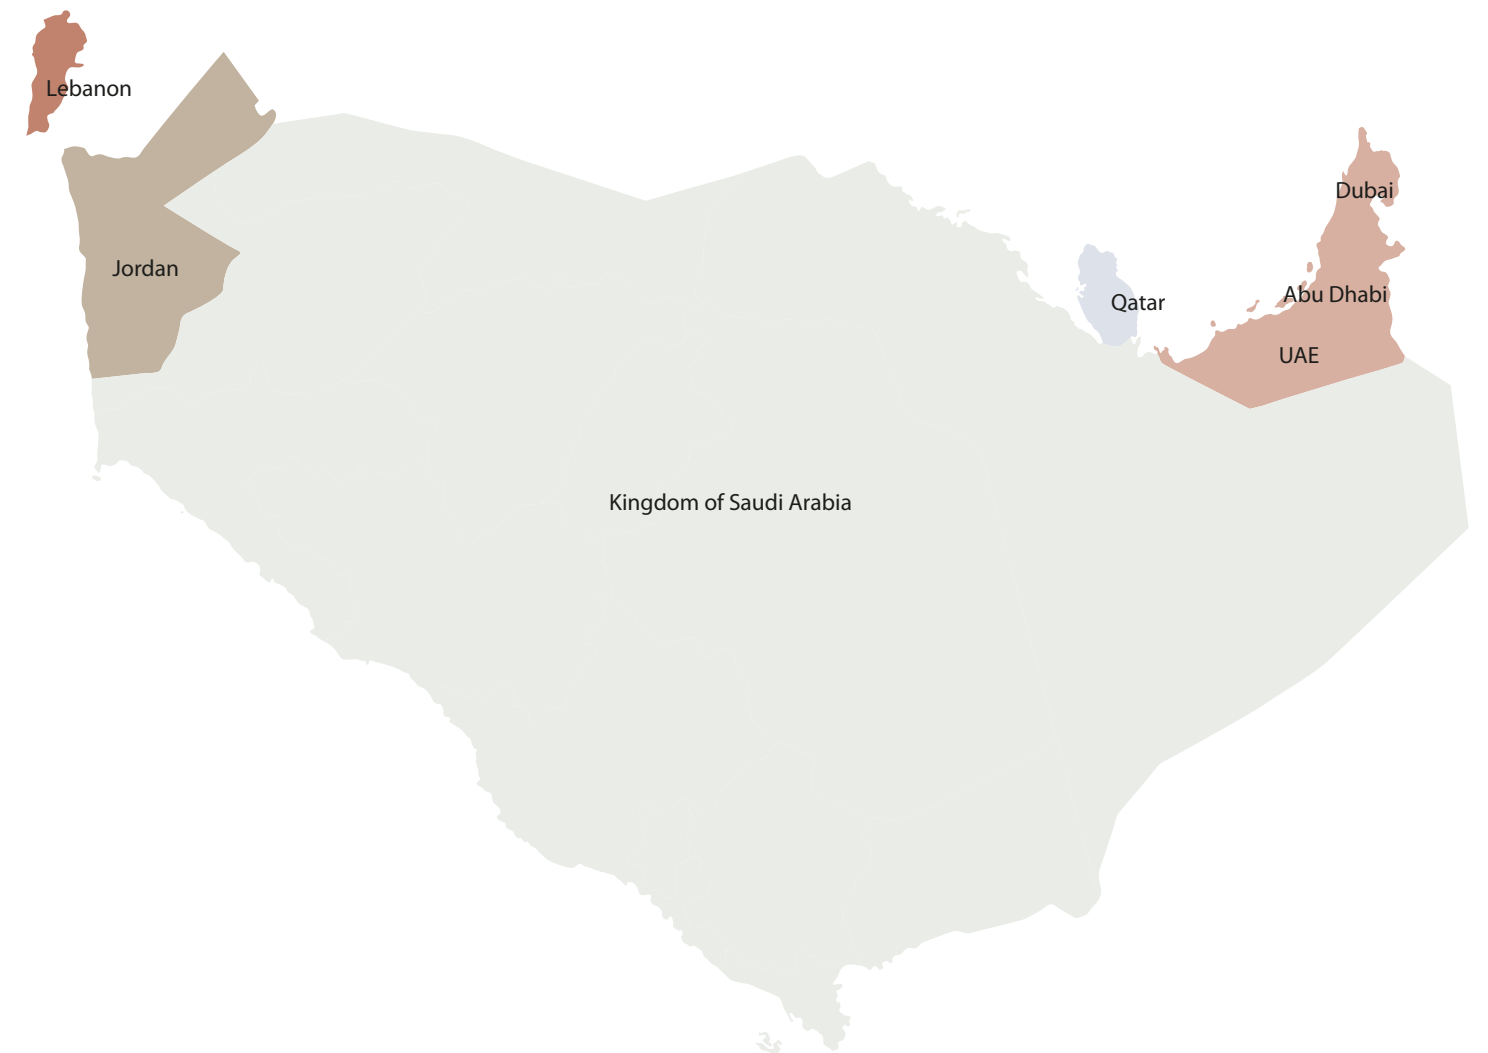 Lebanon
Dubai
Jordan
Abu Dhabi
Qatar
UAE
Kingdom of Saudi Arabia